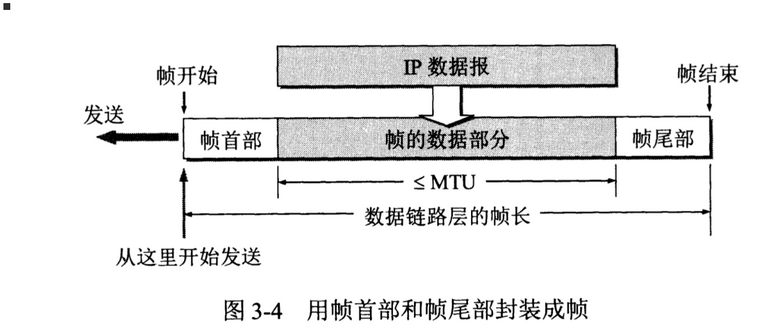 IP 数据报
帧开始
帧结束
发送
帧首部
帧的数据部分
帧尾部
≤ MTU
数据链路层的帧长
从这里开始发送
图 3-4 用帧首部和帧尾部封装成帧